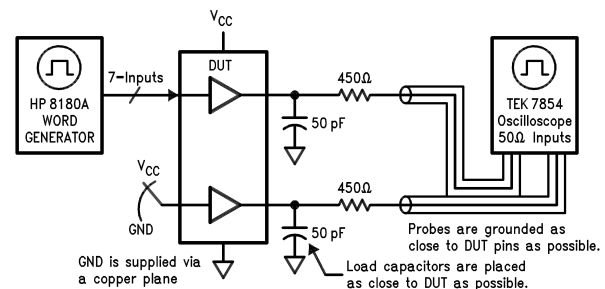 VCC
DUT
7-Inputs
HP 8180A
WORD
GENERATOR
450Ω
50 pF
TEK 7854
Oscilloscope
50Ω Inputs
VCC
GND
450Ω
50 pF
Probes are grounded as
close to DUT pins as possible.
GND is supplied via
a copper plane
Load capacitors are placed
as close to DUT as possible.